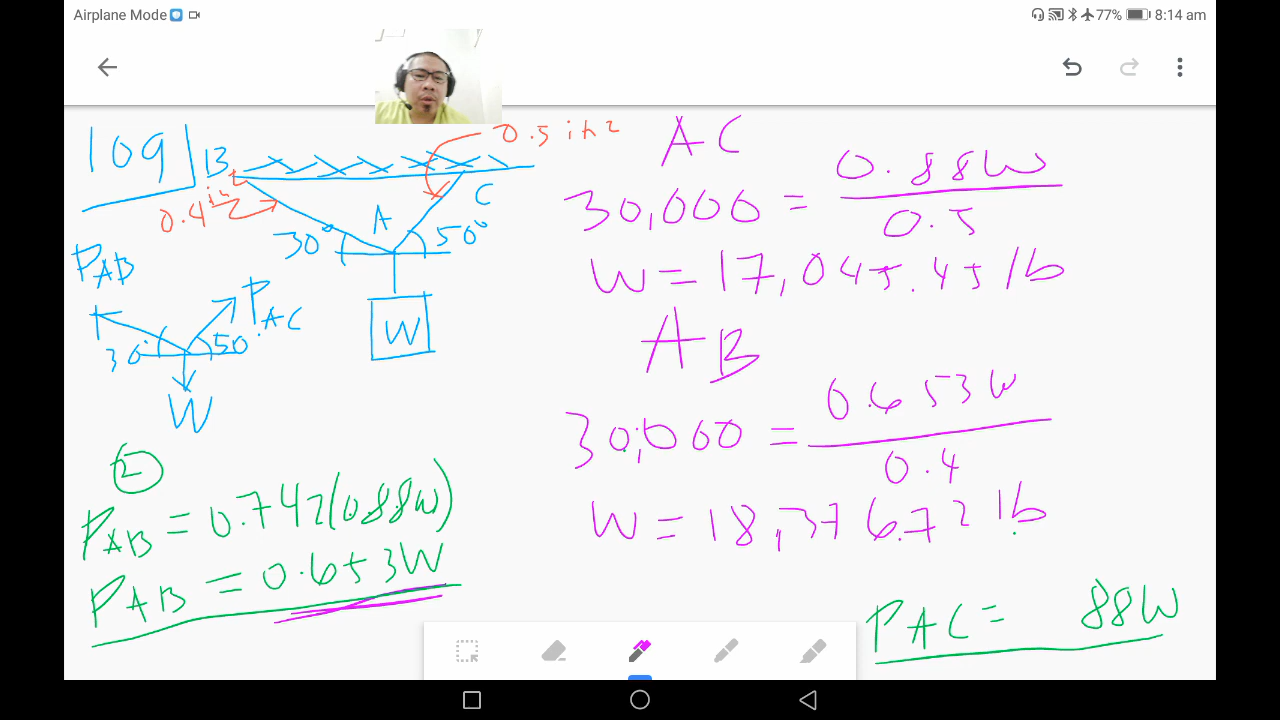 Airplane Mode
77% 8:14 am
109
B
0.5 in2
0.4 in2
C
A
30°
50°
W
PAB
PAC
30°
50°
W
2
PAB = 0.742(0.88W)
PAB = 0.653W
AC
30,000 = 0.88W
0.5
W = 17,045.45 lb
AB
30,000 = 0.653W
0.4
W = 18,376.72 lb
PAC = 88W